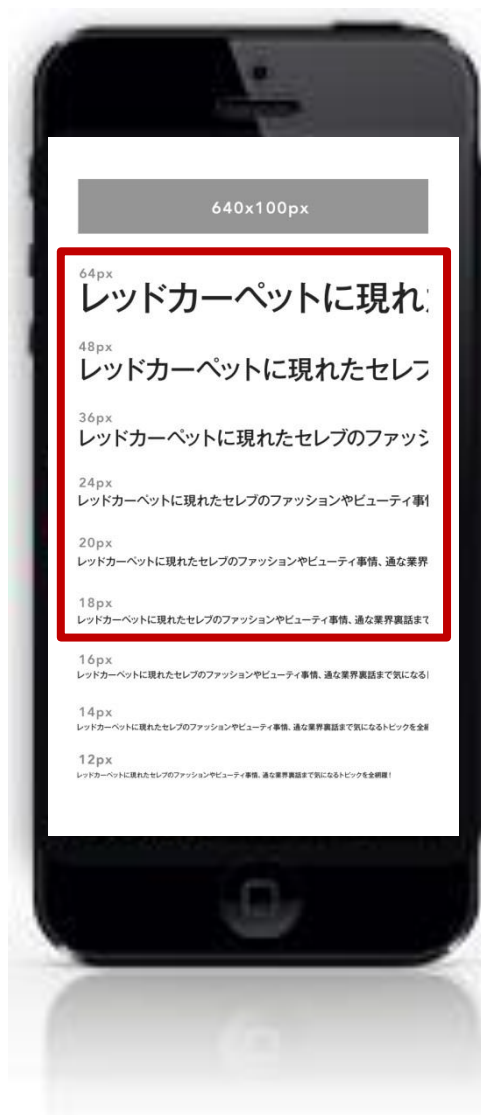 640x100px
64px
レッドカーペットに現れ
48px
レッドカーペットに現れたセレブ
36px
レッドカーペットに現れたセレブのファッシ
24px
レッドカーペットに現れたセレブのファッションやビューティ事情
20px
レッドカーペットに現れたセレブのファッションやビューティ事情、通な業界
18px
レッドカーペットに現れたセレブのファッションやビューティ事情、通な業界裏話まで
16px
レッドカーペットに現れたセレブのファッションやビューティ事情、通な業界裏話まで気になる
14px
レッドカーペットに現れたセレブのファッションやビューティ事情、通な業界裏話まで気になるトピックを全網
12px
レッドカーペットに現れたセレブのファッションやビューティ事情、通な業界裏話まで気になるトピックを全網羅！